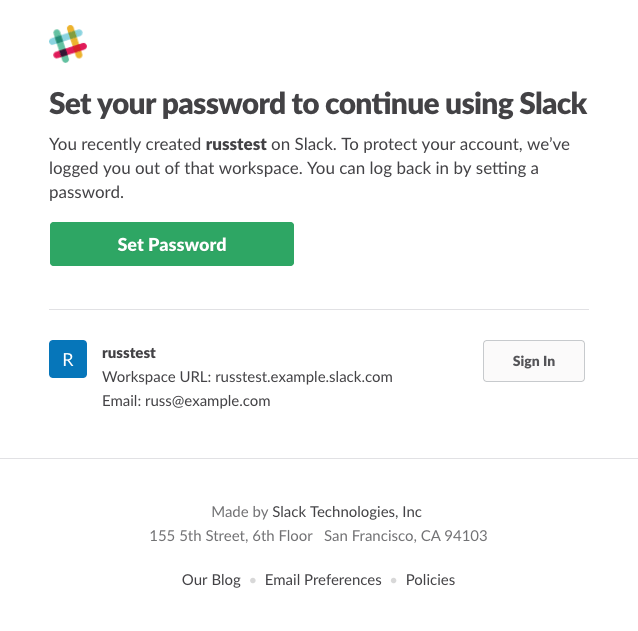 Set your password to continue using Slack
You recently created russtest on Slack. To protect your account, we've
logged you out of that workspace. You can log back in by setting a
password.
Set Password
R
russtest
Workspace URL: russtest.example.slack.com
Email: russ@example.com
Sign In
Made by Slack Technologies, Inc
155 5th Street, 6th Floor San Francisco, CA 94103
Our Blog • Email Preferences • Policies